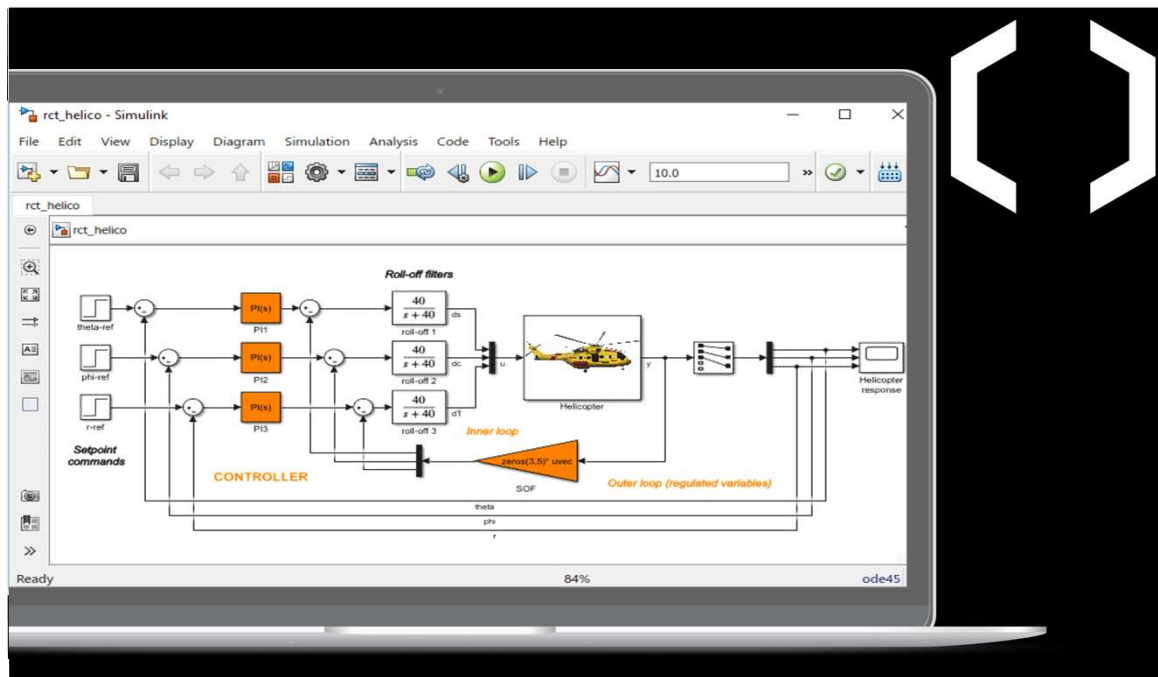 rct_helico - Simulink
File Edit View Display Diagram Simulation Analysis Code Tools Help
10.0
»
rct_helico
rct_helico
Roll-off filters
theta-ref
PI(s)
PI1
40
s + 40
roll-off 1
ds
phi-ref
PI(s)
PI2
40
s + 40
roll-off 2
dc
u
Helicopter
y
Helicopter
response
r-ref
PI(s)
PI3
40
s + 40
roll-off 3
dT
Inner loop
Setpoint
commands
CONTROLLER
zeros(3,5)* uvec
SOF
Outer loop (regulated variables)
theta
phi
r
»
Ready 84% ode45